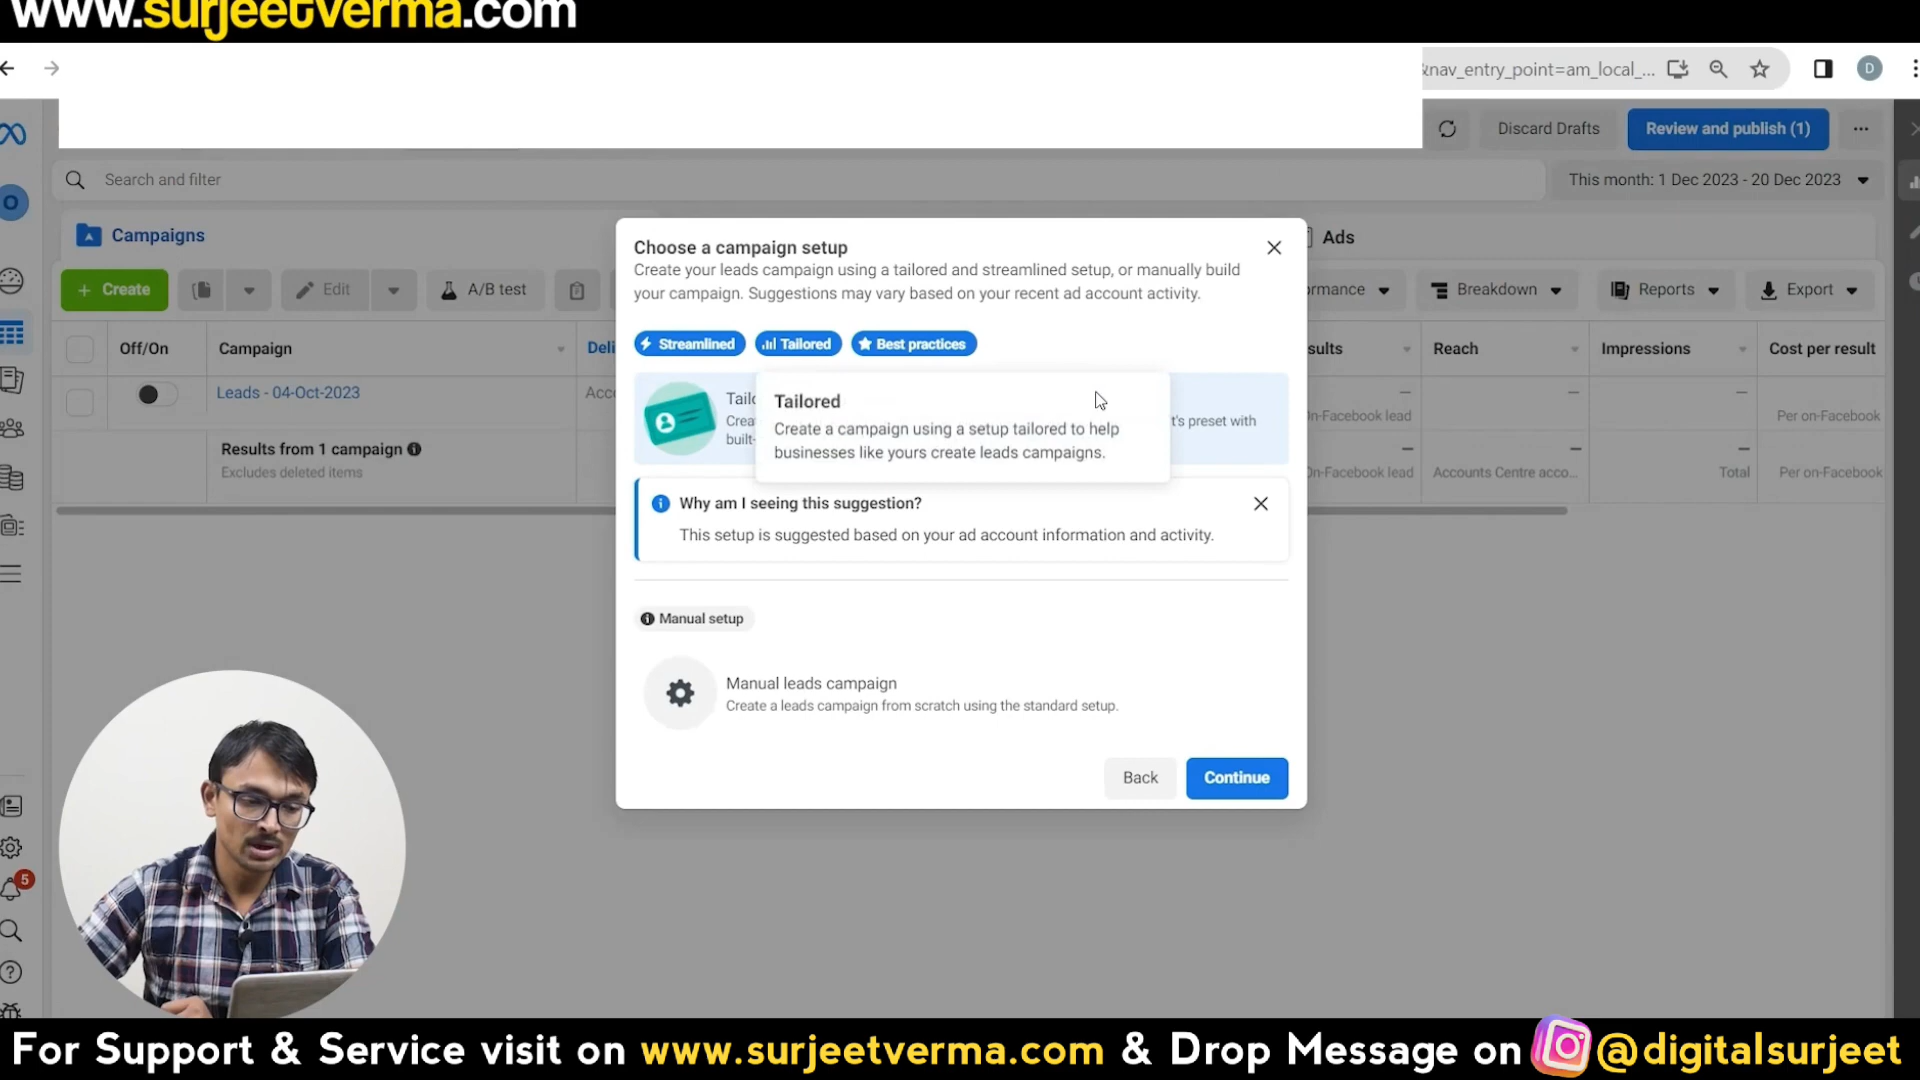 www.surjeetverma.com
&nav_entry_point=am_local_...
D
Discard Drafts
Review and publish (1)
Search and filter
This month: 1 Dec 2023 - 20 Dec 2023
O
Campaigns
Ads
+ Create
Edit
A/B test
Breakdown
Reports
Export
Off/On
Campaign
Reach
Impressions
Cost per result
Leads - 04-Oct-2023
On-Facebook lead
Per on-Facebook
Results from 1 campaign
Excludes deleted items
On-Facebook lead
Accounts Centre acco...
Total
Per on-Facebook
Choose a campaign setup
Create your leads campaign using a tailored and streamlined setup, or manually build
your campaign. Suggestions may vary based on your recent ad account activity.
Streamlined
Tailored
Best practices
Tailored
Create a campaign using a setup tailored to help
businesses like yours create leads campaigns.
t's preset with
built-
Why am I seeing this suggestion?
This setup is suggested based on your ad account information and activity.
Manual setup
Manual leads campaign
Create a leads campaign from scratch using the standard setup.
Back
Continue
5
For Support & Service visit on www.surjeetverma.com & Drop Message on @digitalsurjeet